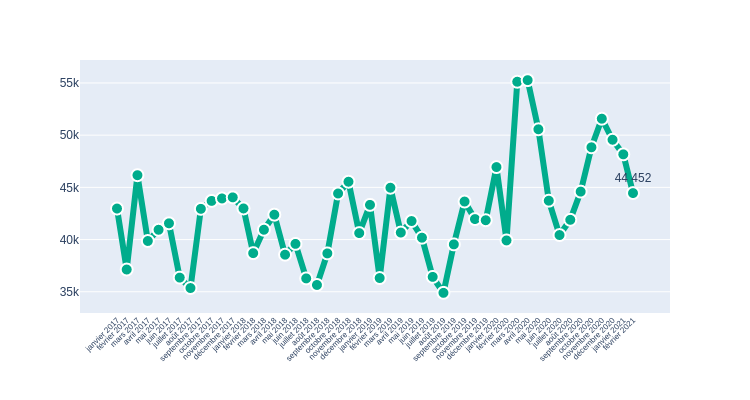 55k
50k
45k
40k
35k
44,452
janvier 2017
février 2017
mars 2017
avril 2017
mai 2017
juin 2017
juillet 2017
août 2017
septembre 2017
octobre 2017
novembre 2017
décembre 2017
janvier 2018
février 2018
mars 2018
avril 2018
mai 2018
juin 2018
juillet 2018
août 2018
septembre 2018
octobre 2018
novembre 2018
décembre 2018
janvier 2019
février 2019
mars 2019
avril 2019
mai 2019
juin 2019
juillet 2019
août 2019
septembre 2019
octobre 2019
novembre 2019
décembre 2019
janvier 2020
février 2020
mars 2020
avril 2020
mai 2020
juin 2020
juillet 2020
août 2020
septembre 2020
octobre 2020
novembre 2020
décembre 2020
janvier 2021
février 2021